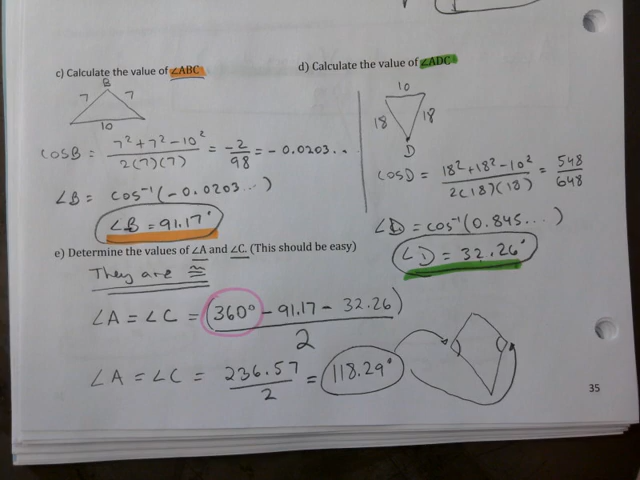 c) Calculate the value of ∠ABC
d) Calculate the value of ∠ADC
B
7 7
10
10
18 18
D
cosB = 7² + 7² - 10² / 2(7)(7) = -2/98 = -0.0203..
∠B = cos⁻¹(-0.0203...)
∠B = 91.17°
cosD = 18² + 18² - 10² / 2(18)(18) = 548/648
∠D = cos⁻¹(0.845...)
∠D = 32.26°
e) Determine the values of ∠A and ∠C. (This should be easy)
They are ≅
∠A = ∠C = (360° - 91.17 - 32.26) / 2
∠A = ∠C = 236.57/2 = 118.29°
35